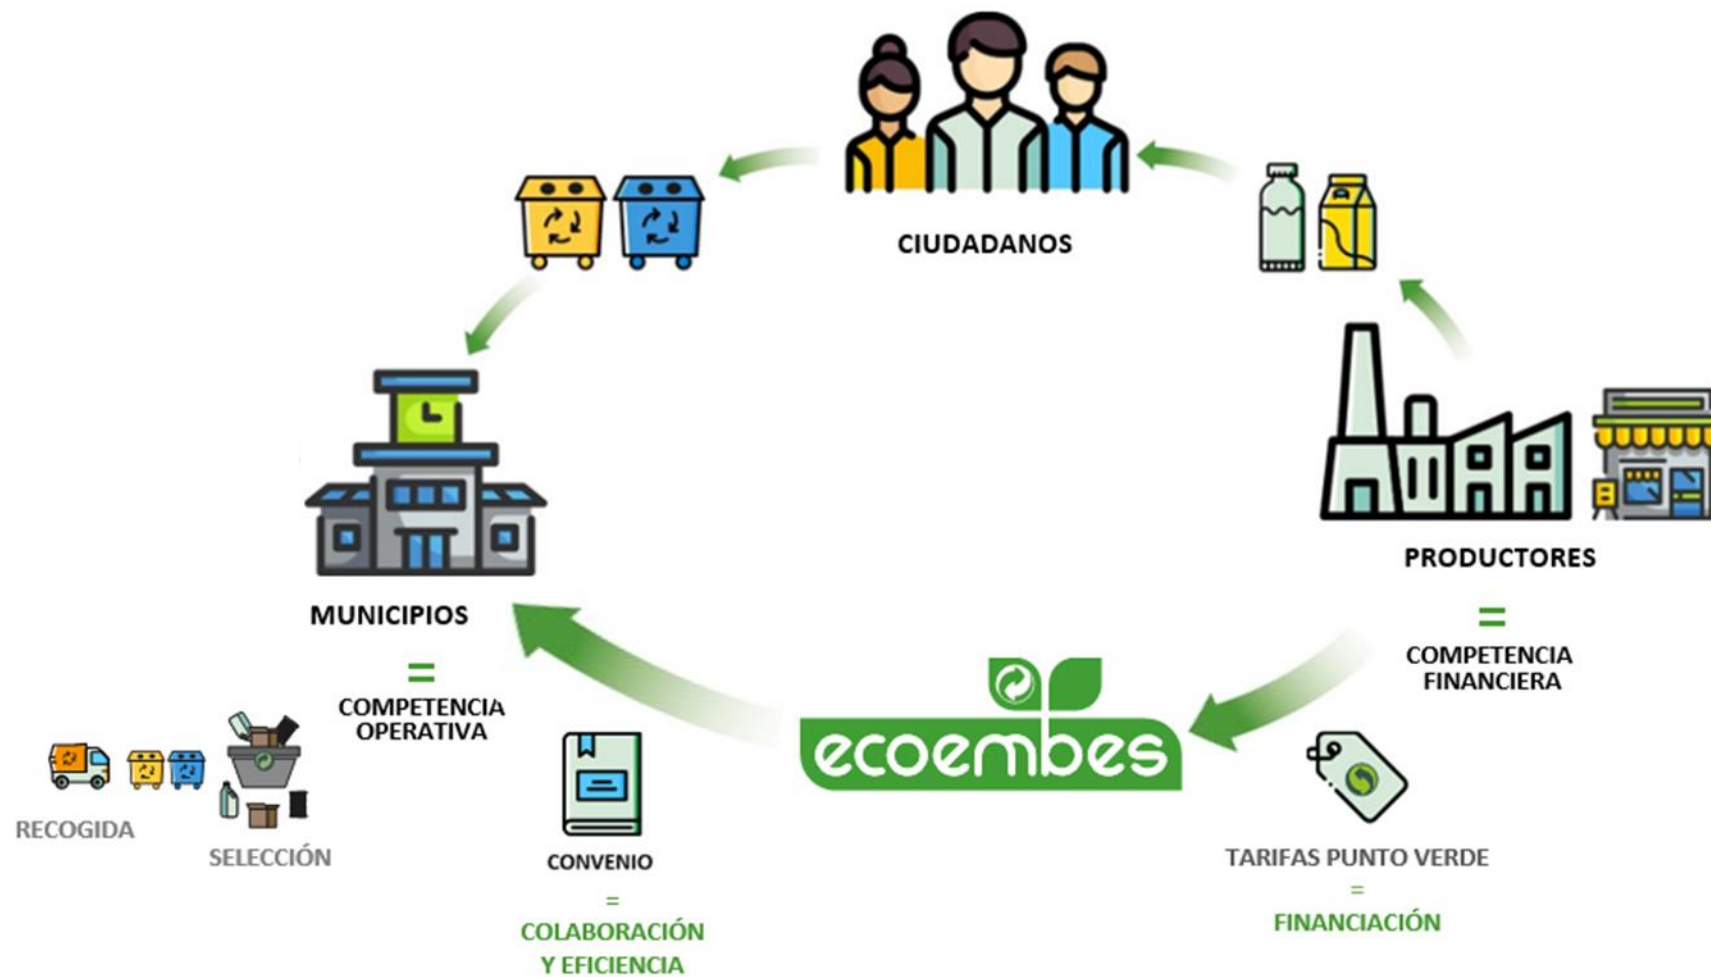 CIUDADANOS
PRODUCTORES
=
COMPETENCIA
FINANCIERA
MUNICIPIOS
=
COMPETENCIA
OPERATIVA
RECOGIDA
SELECCIÓN
CONVENIO
=
COLABORACIÓN
Y EFICIENCIA
ecoembes
TARIFAS PUNTO VERDE
=
FINANCIACIÓN